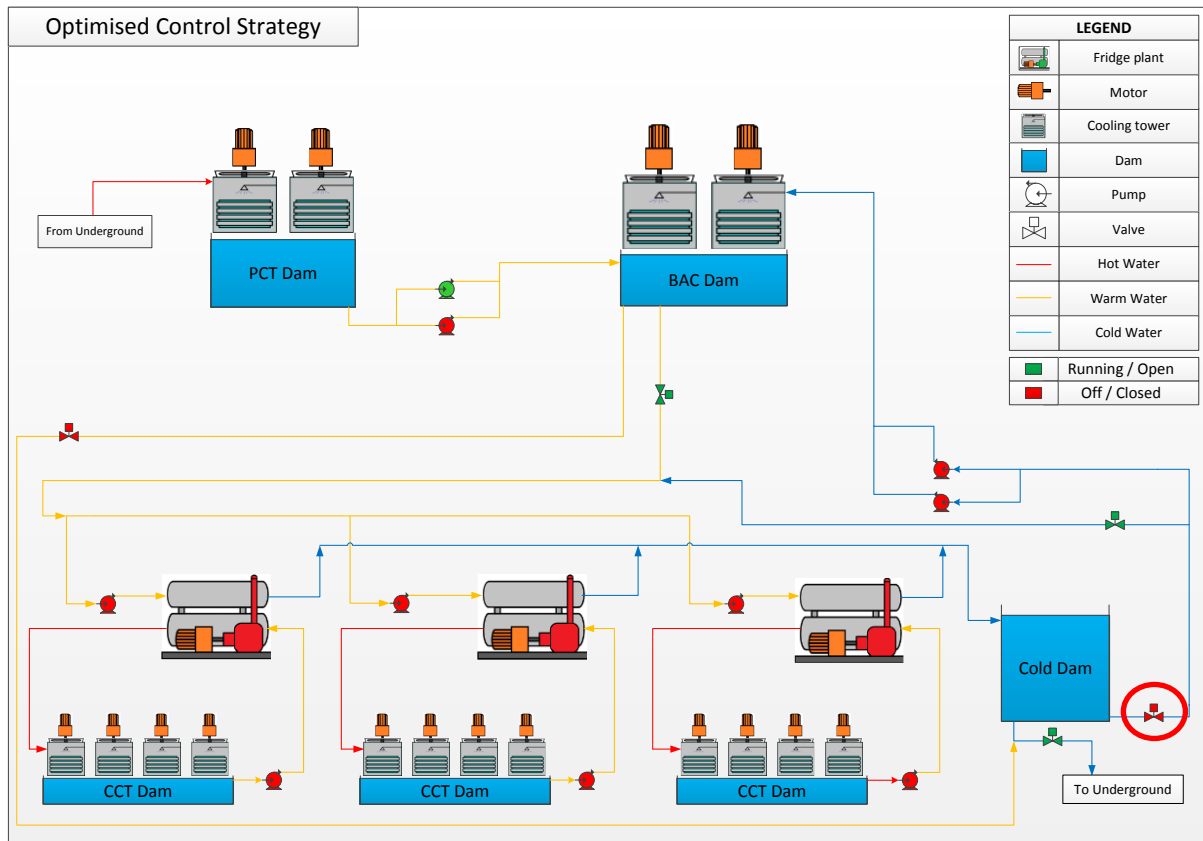 Optimised Control Strategy
LEGEND
Fridge plant
Motor
Cooling tower
Dam
Pump
Valve
Hot Water
Warm Water
Cold Water
Running / Open
Off / Closed
From Underground
PCT Dam
BAC Dam
Cold Dam
CCT Dam
CCT Dam
CCT Dam
To Underground